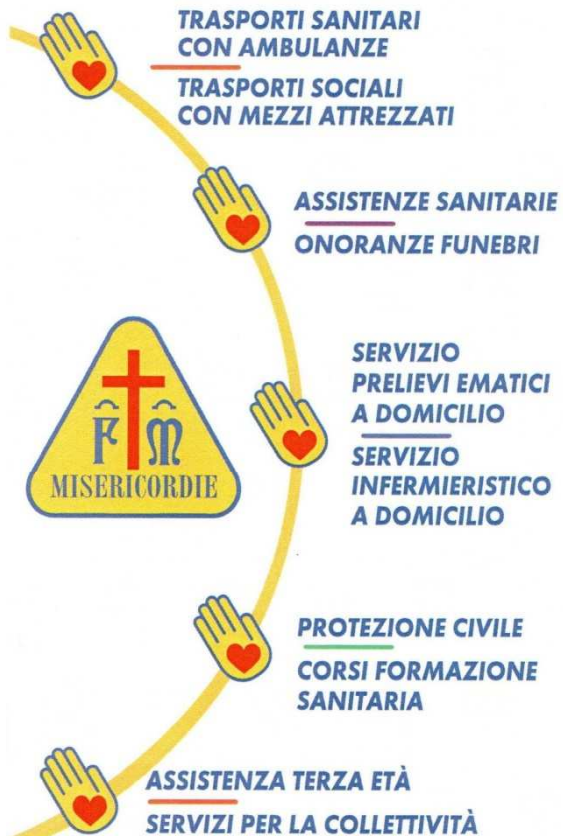 TRASPORTI SANITARI
CON AMBULANZE
TRASPORTI SOCIALI
CON MEZZI ATTREZZATI
ASSISTENZE SANITARIE
ONORANZE FUNEBRI
SERVIZIO
PRELIEVI EMATICI
A DOMICILIO
SERVIZIO
INFERMIERISTICO
A DOMICILIO
F M
MISERICORDIE
PROTEZIONE CIVILE
CORSI FORMAZIONE
SANITARIA
ASSISTENZA TERZA ETÀ
SERVIZI PER LA COLLETTIVITÀ